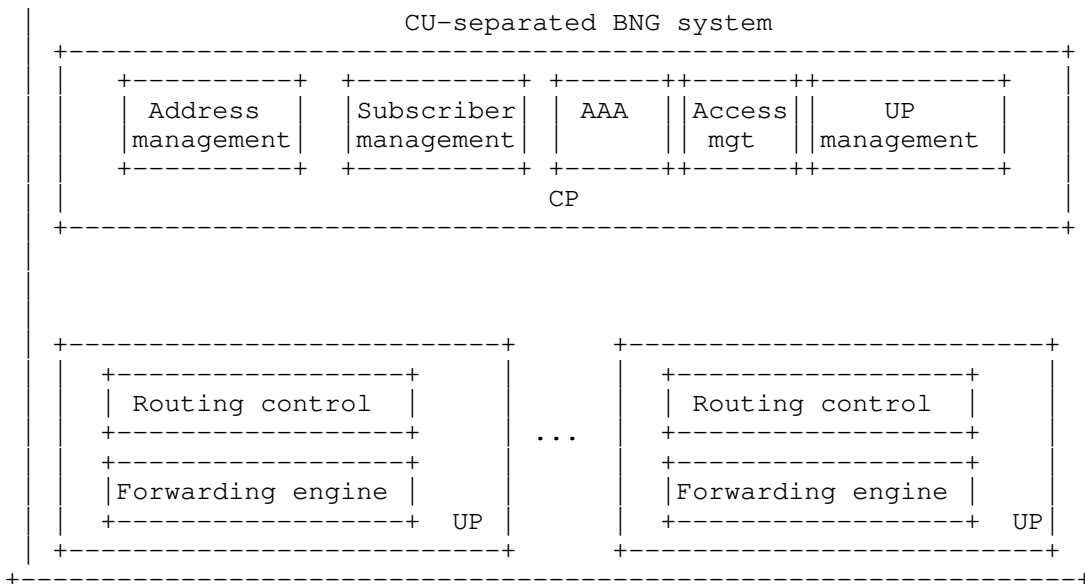 CU-separated BNG system
Address Subscriber AAA Access UP
management management mgt management
CP
Routing control Routing control
...
Forwarding engine Forwarding engine
UP UP